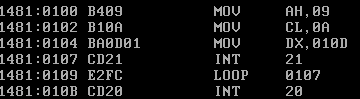 1481:0100 B409 MOV AH,09
1481:0102 B10A MOV CL,0A
1481:0104 BA0D01 MOV DX,010D
1481:0107 CD21 INT 21
1481:0109 E2FC LOOP 0107
1481:010B CD20 INT 20